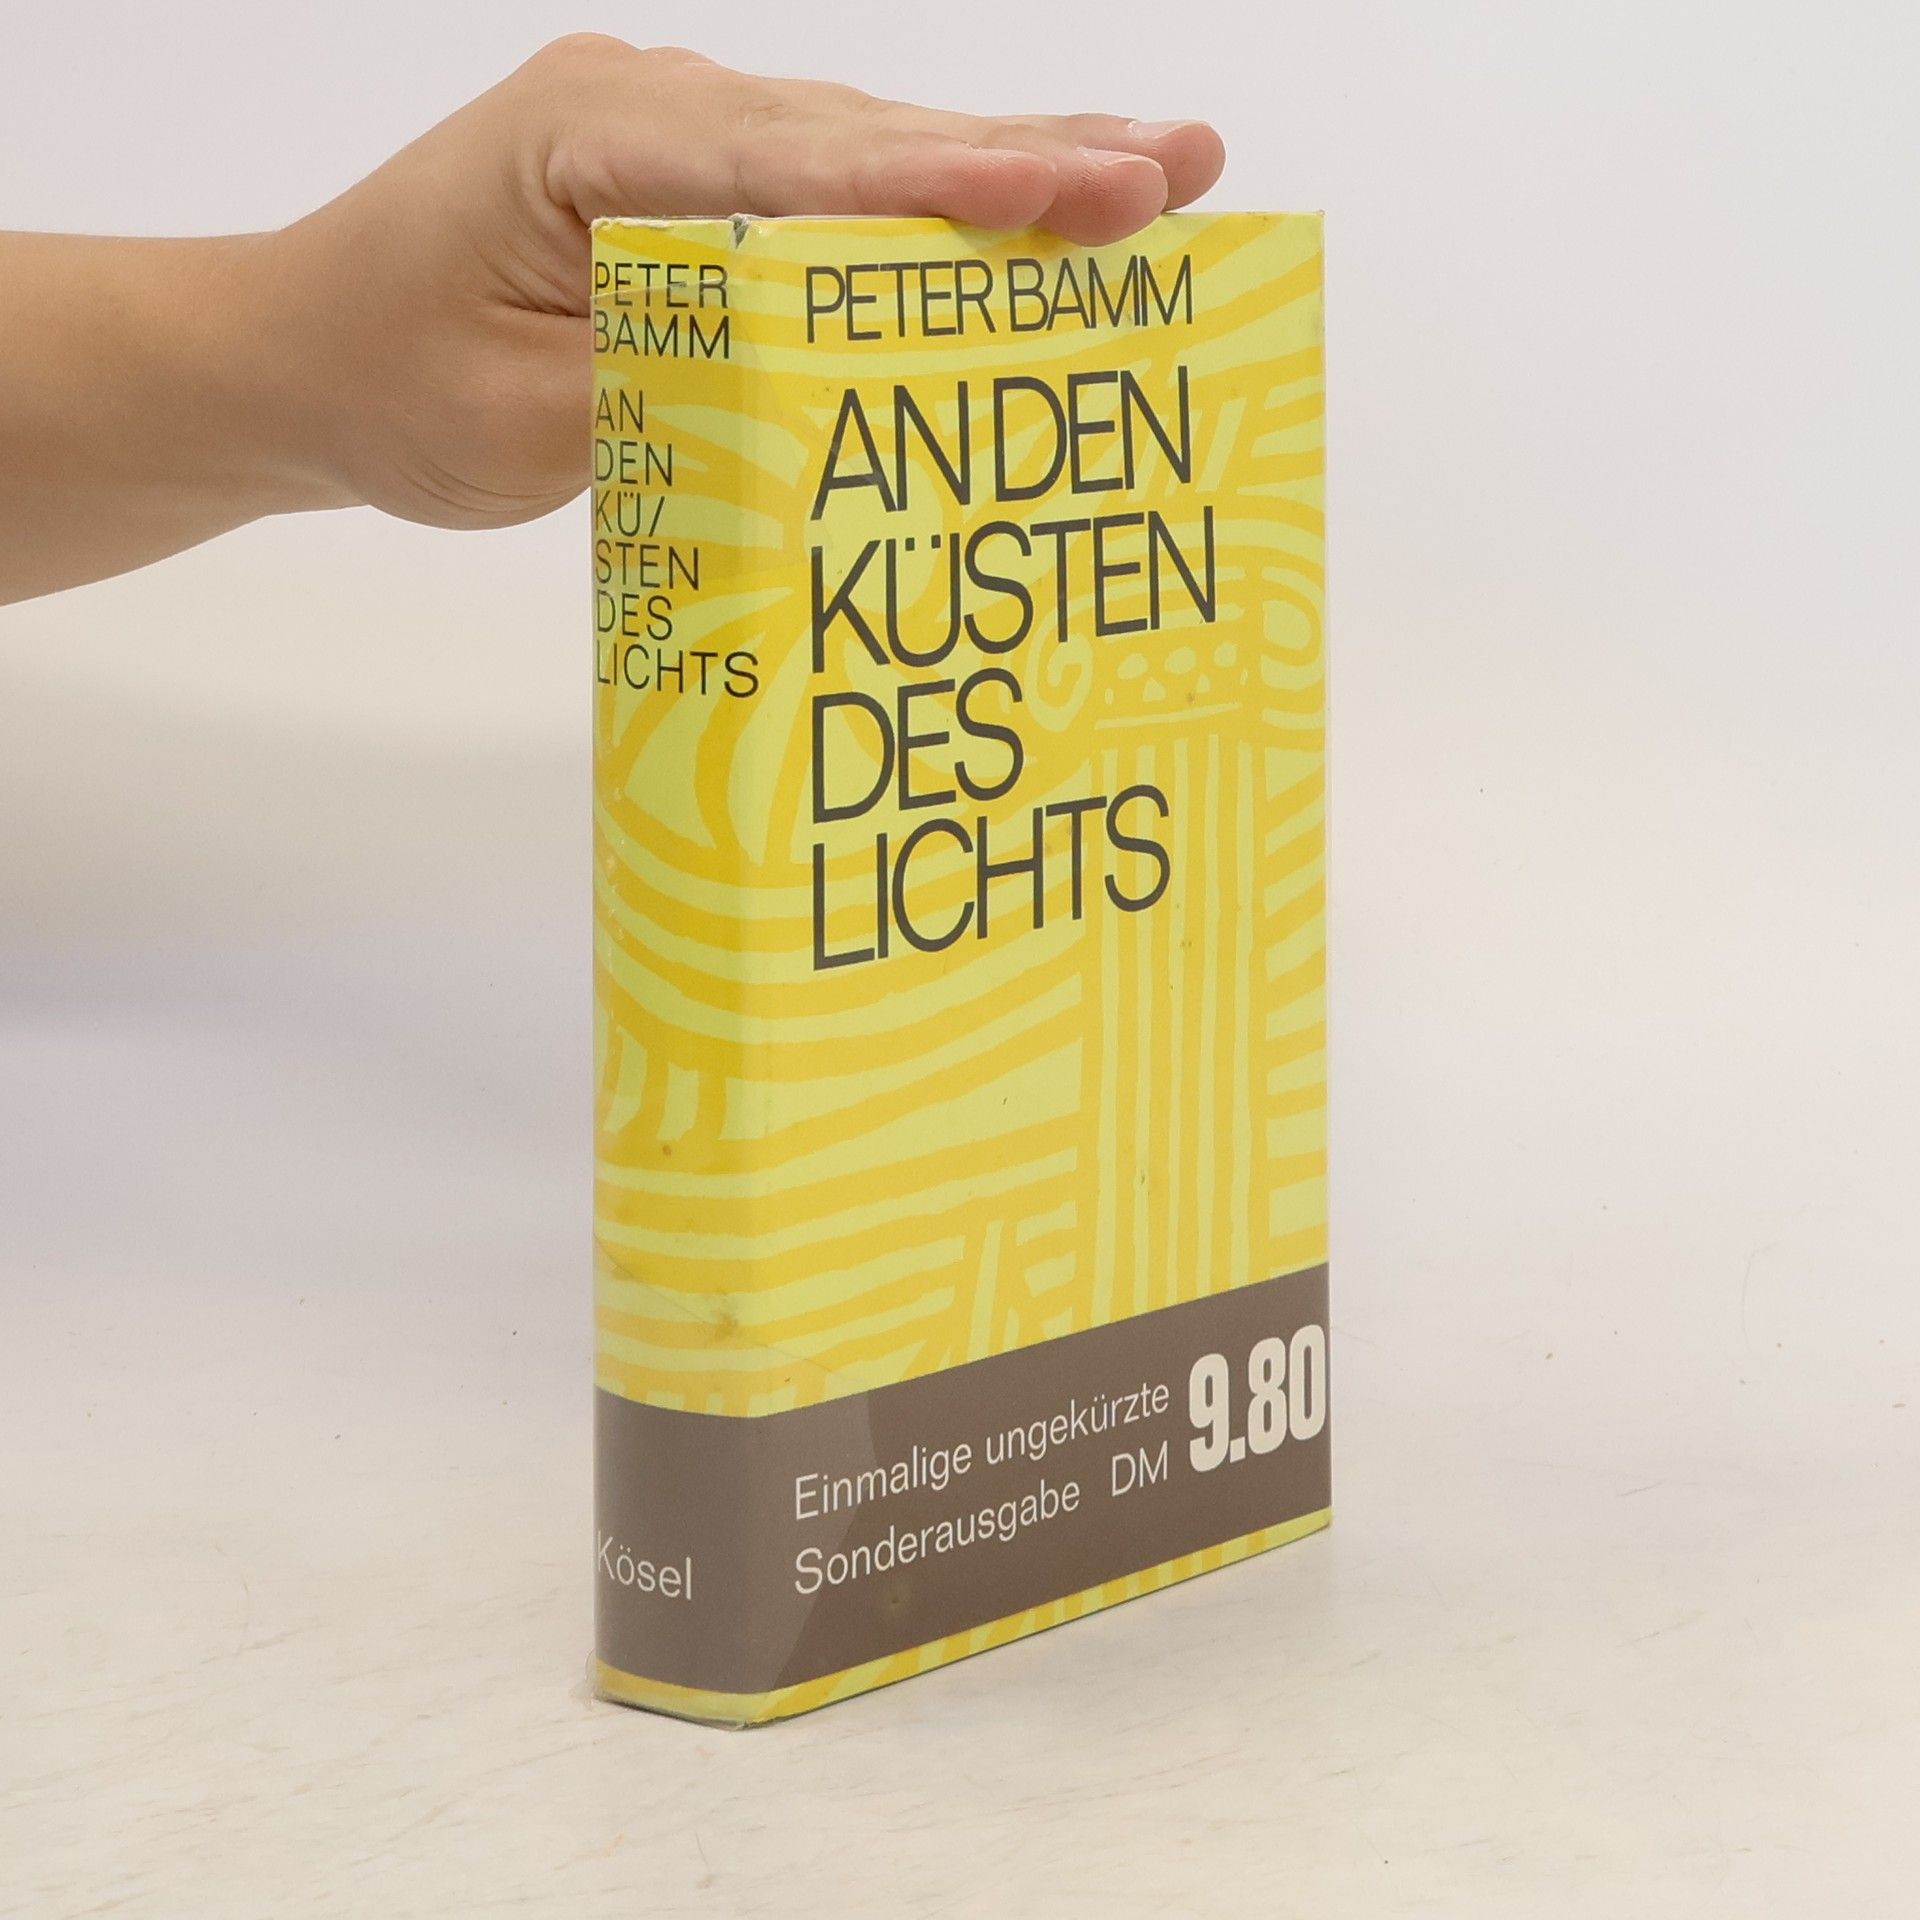 PETER
BAMM
AN
DEN
KÜ/
STEN
DES
LICHTS
Kösel
PETER BAMM
AN DEN
KÜSTEN
DES
LICHTS
Einmalige ungekürzte
Sonderausgabe DM 9.80